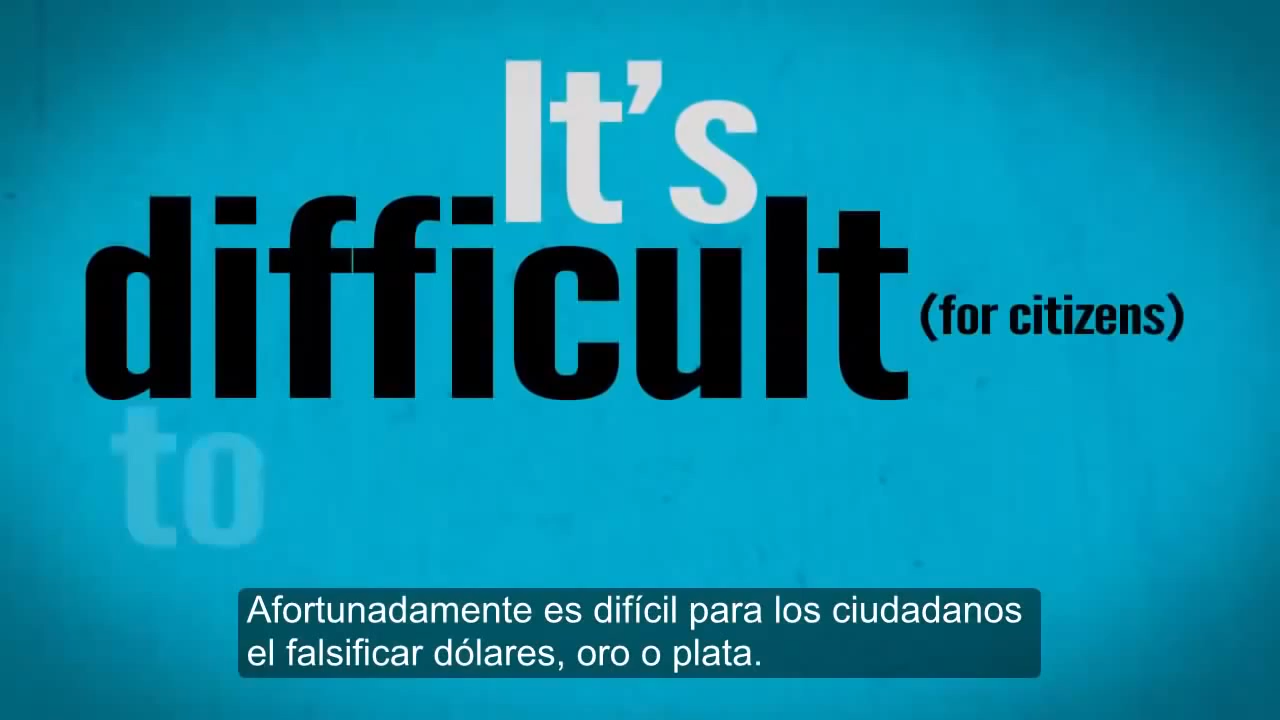 It's
difficult (for citizens)
to
Afortunadamente es difícil para los ciudadanos
el falsificar dólares, oro o plata.